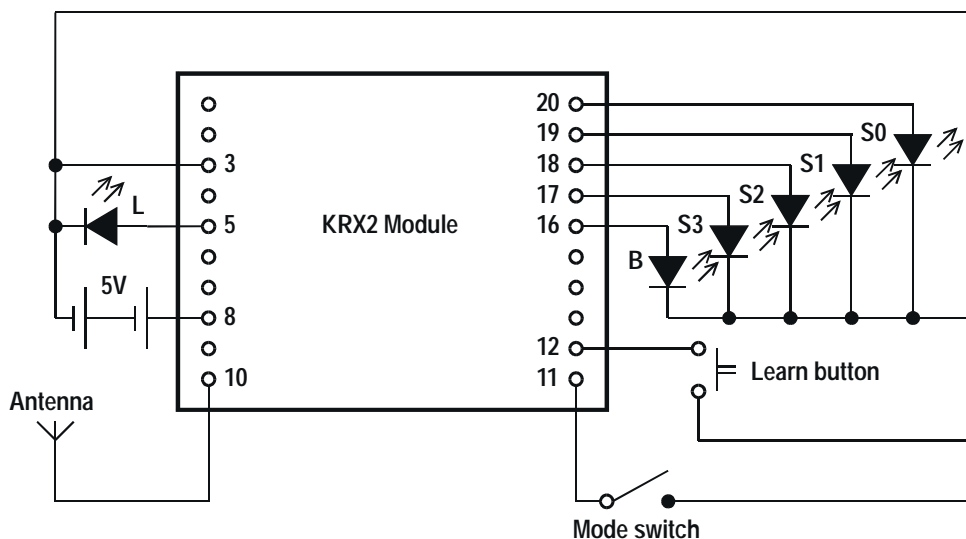 20
19
S0
3
18
S1
17
S2
L
5
KRX2 Module
16
S3
B
5V
8
12
Learn button
10
11
Antenna
Mode switch